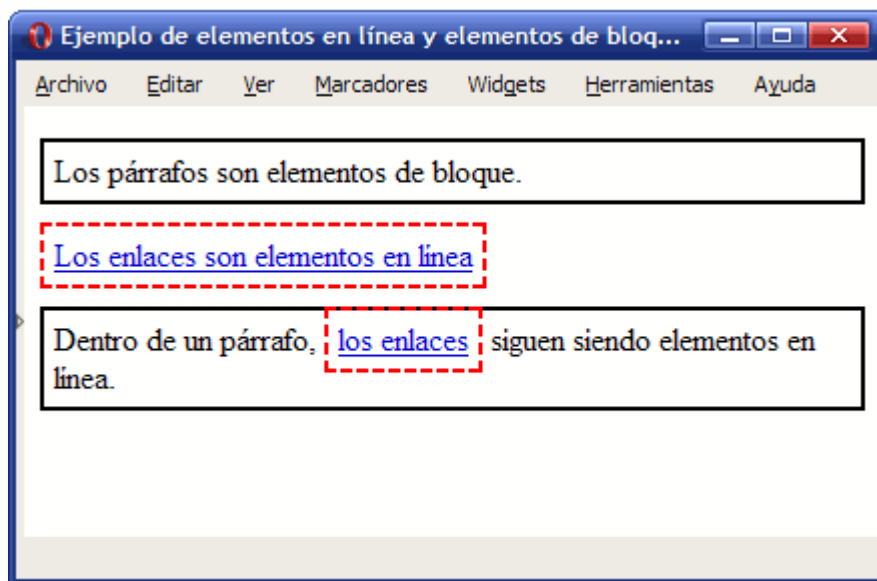 Ejemplo de elementos en línea y elementos de bloq...
Archivo Editar Ver Marcadores Widgets Herramientas Ayuda
Los párrafos son elementos de bloque.
Los enlaces son elementos en línea
Dentro de un párrafo, los enlaces siguen siendo elementos en
línea.